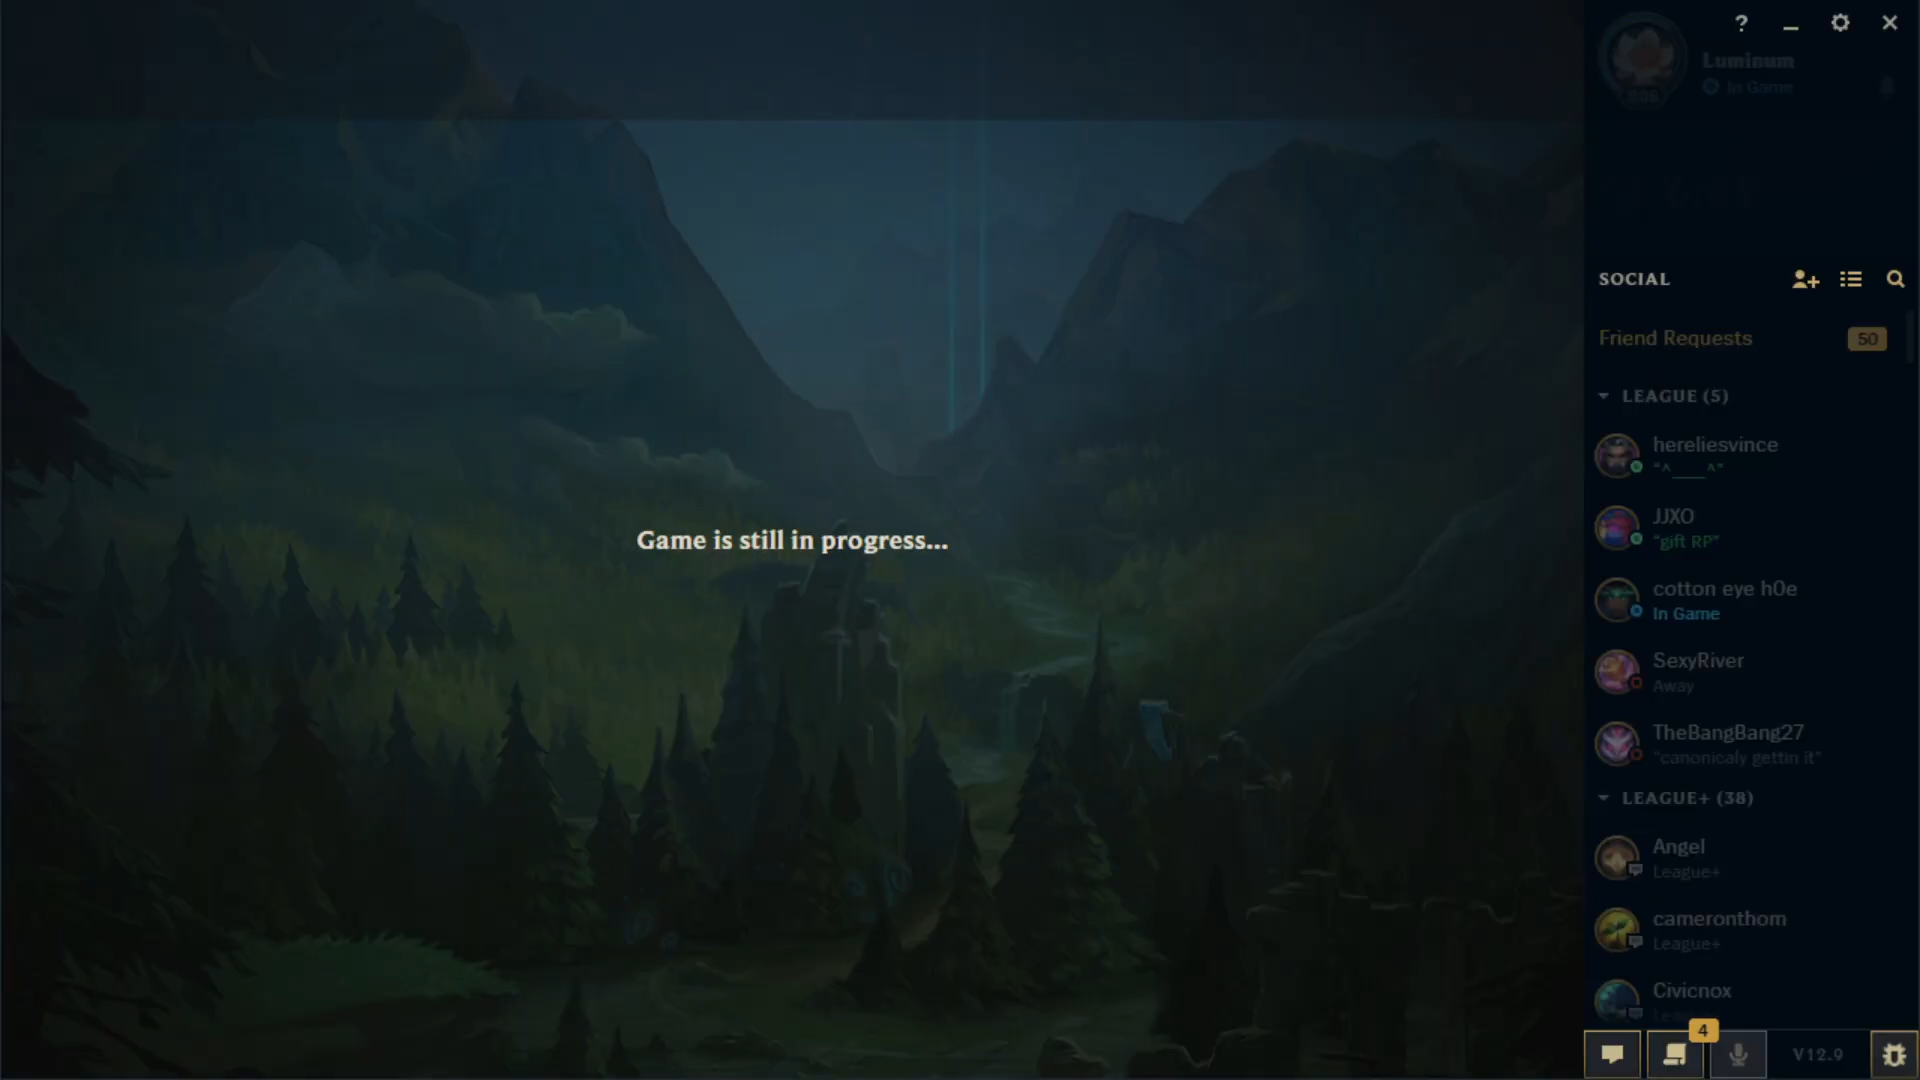 ?
Luminum
In Game
SOCIAL
Friend Requests
50
LEAGUE (5)
hereliesvince
"^____^"
JJXO
"gift RP"
cotton eye h0e
In Game
SexyRiver
Away
TheBangBang27
"canonicaly gettin it"
LEAGUE+ (38)
Angel
League+
cameronthom
League+
Civicnox
Game is still in progress...
4
V12.9